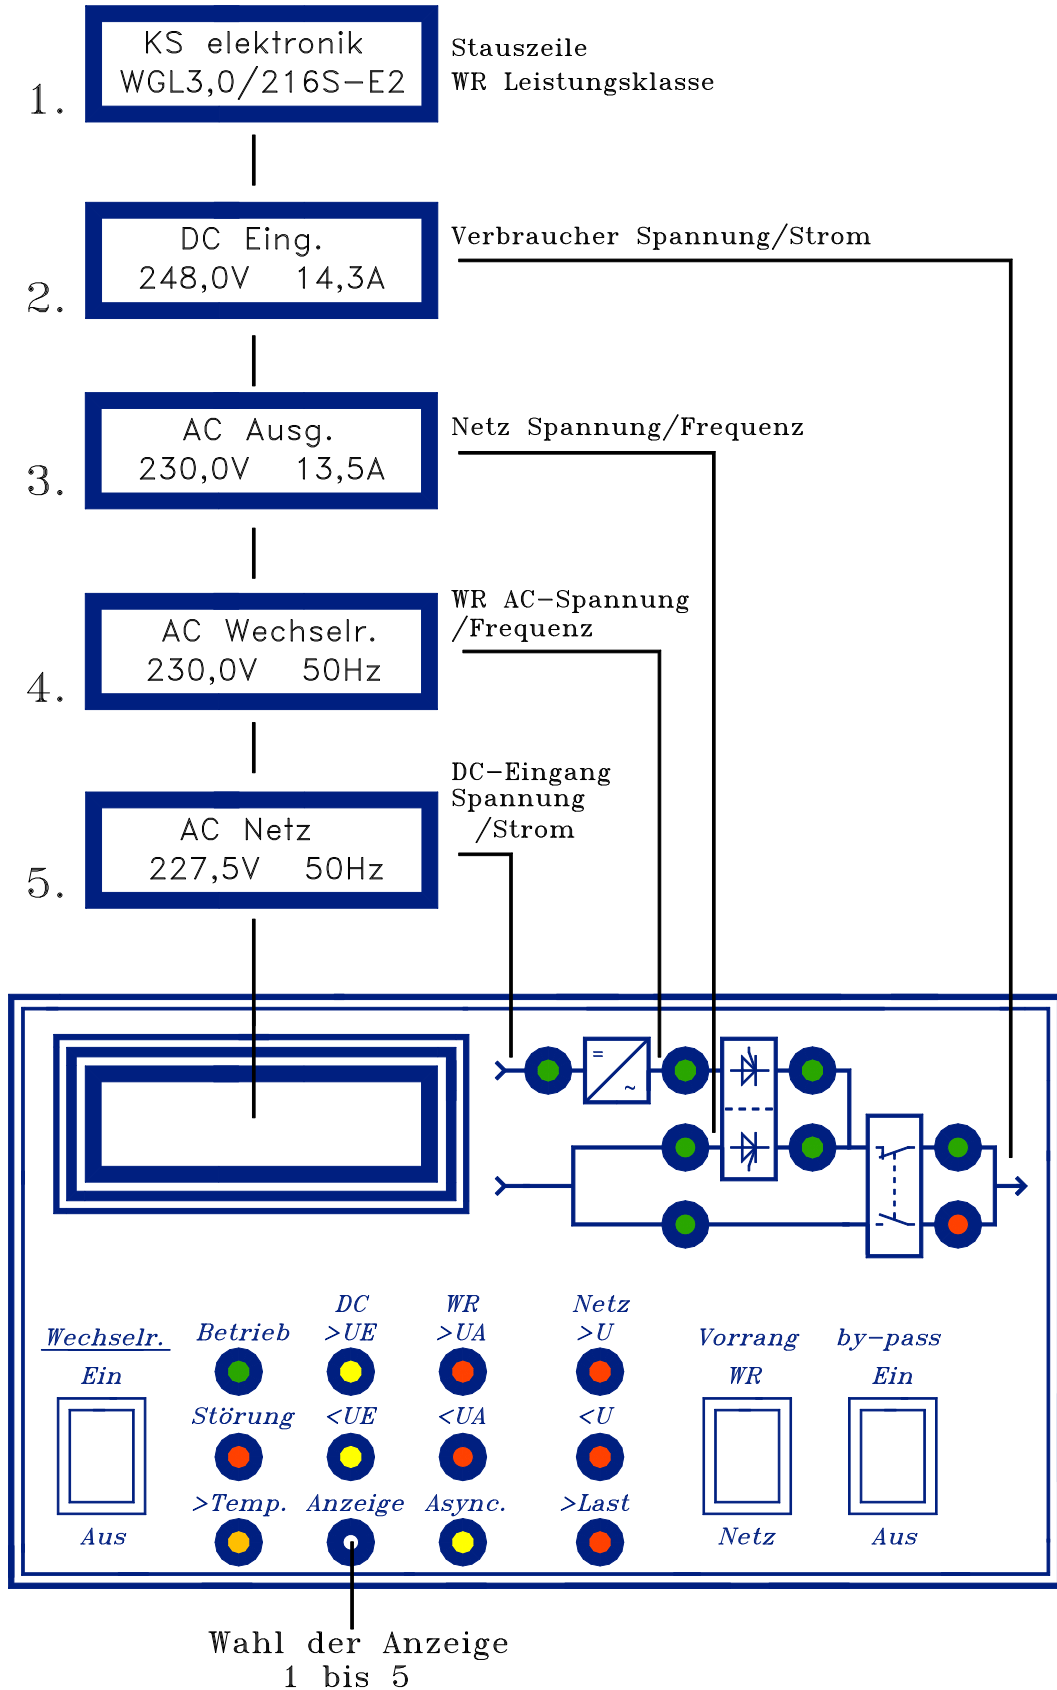 KS elektronik
WGL3,0/216S-E2
Stauszeile
WR Leistungsklasse
1.
DC Eing.
248,0V 14,3A
Verbraucher Spannung/Strom
2.
AC Ausg.
230,0V 13,5A
Netz Spannung/Frequenz
3.
AC Wechselr.
230,0V 50Hz
WR AC-Spannung
/Frequenz
4.
AC Netz
227,5V 50Hz
DC-Eingang
Spannung
/Strom
5.
=
~
DC WR Netz
Wechselr. Betrieb >UE >UA >U Vorrang by-pass
Ein WR Ein
Störung <UE <UA <U
>Temp. Anzeige Async. >Last
Aus Netz Aus
Wahl der Anzeige
1 bis 5